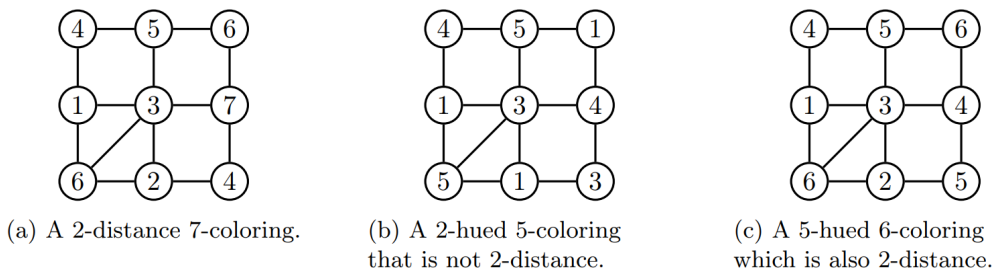 4 5 6 4 5 1 4 5 6
1 3 7 1 3 4 1 3 4
6 2 4 5 1 3 6 2 5
(a) A 2-distance 7-coloring.
(b) A 2-hued 5-coloring
that is not 2-distance.
(c) A 5-hued 6-coloring
which is also 2-distance.